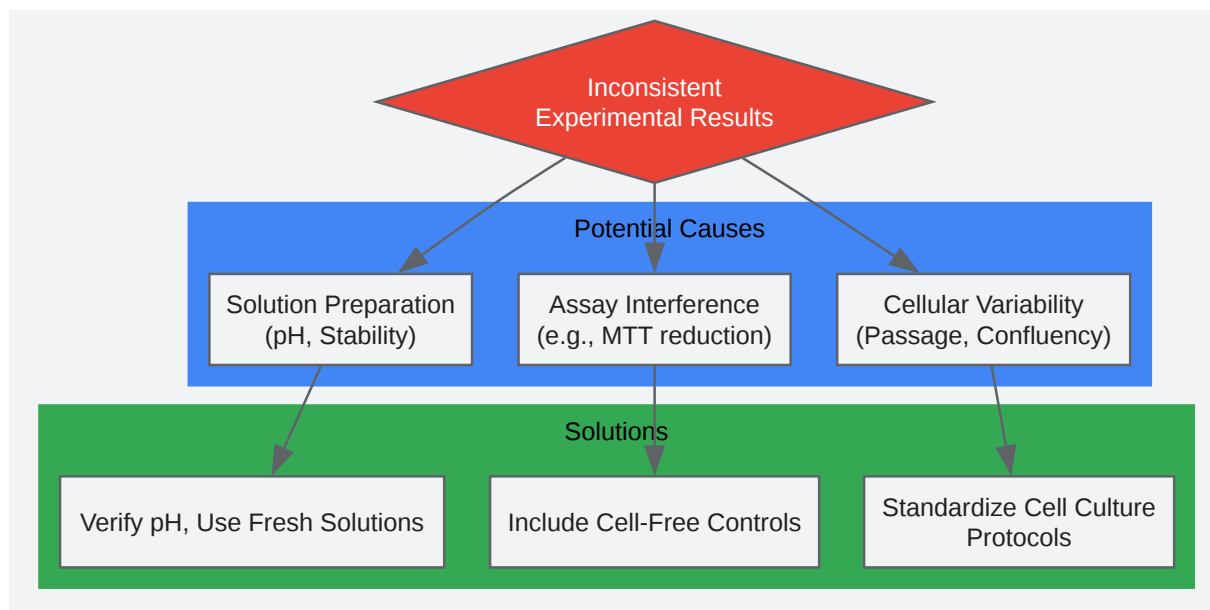 Inconsistent
Experimental Results
Potential Causes
Solution Preparation
(pH, Stability)
Assay Interference
(e.g., MTT reduction)
Cellular Variability
(Passage, Confluency)
Solutions
Verify pH, Use Fresh Solutions
Include Cell-Free Controls
Standardize Cell Culture
Protocols